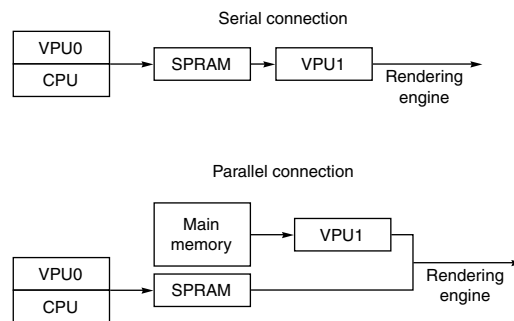 Serial connection
VPU0
CPU
SPRAM
VPU1
Rendering
engine
Parallel connection
Main
memory
VPU1
VPU0
CPU
SPRAM
Rendering
engine